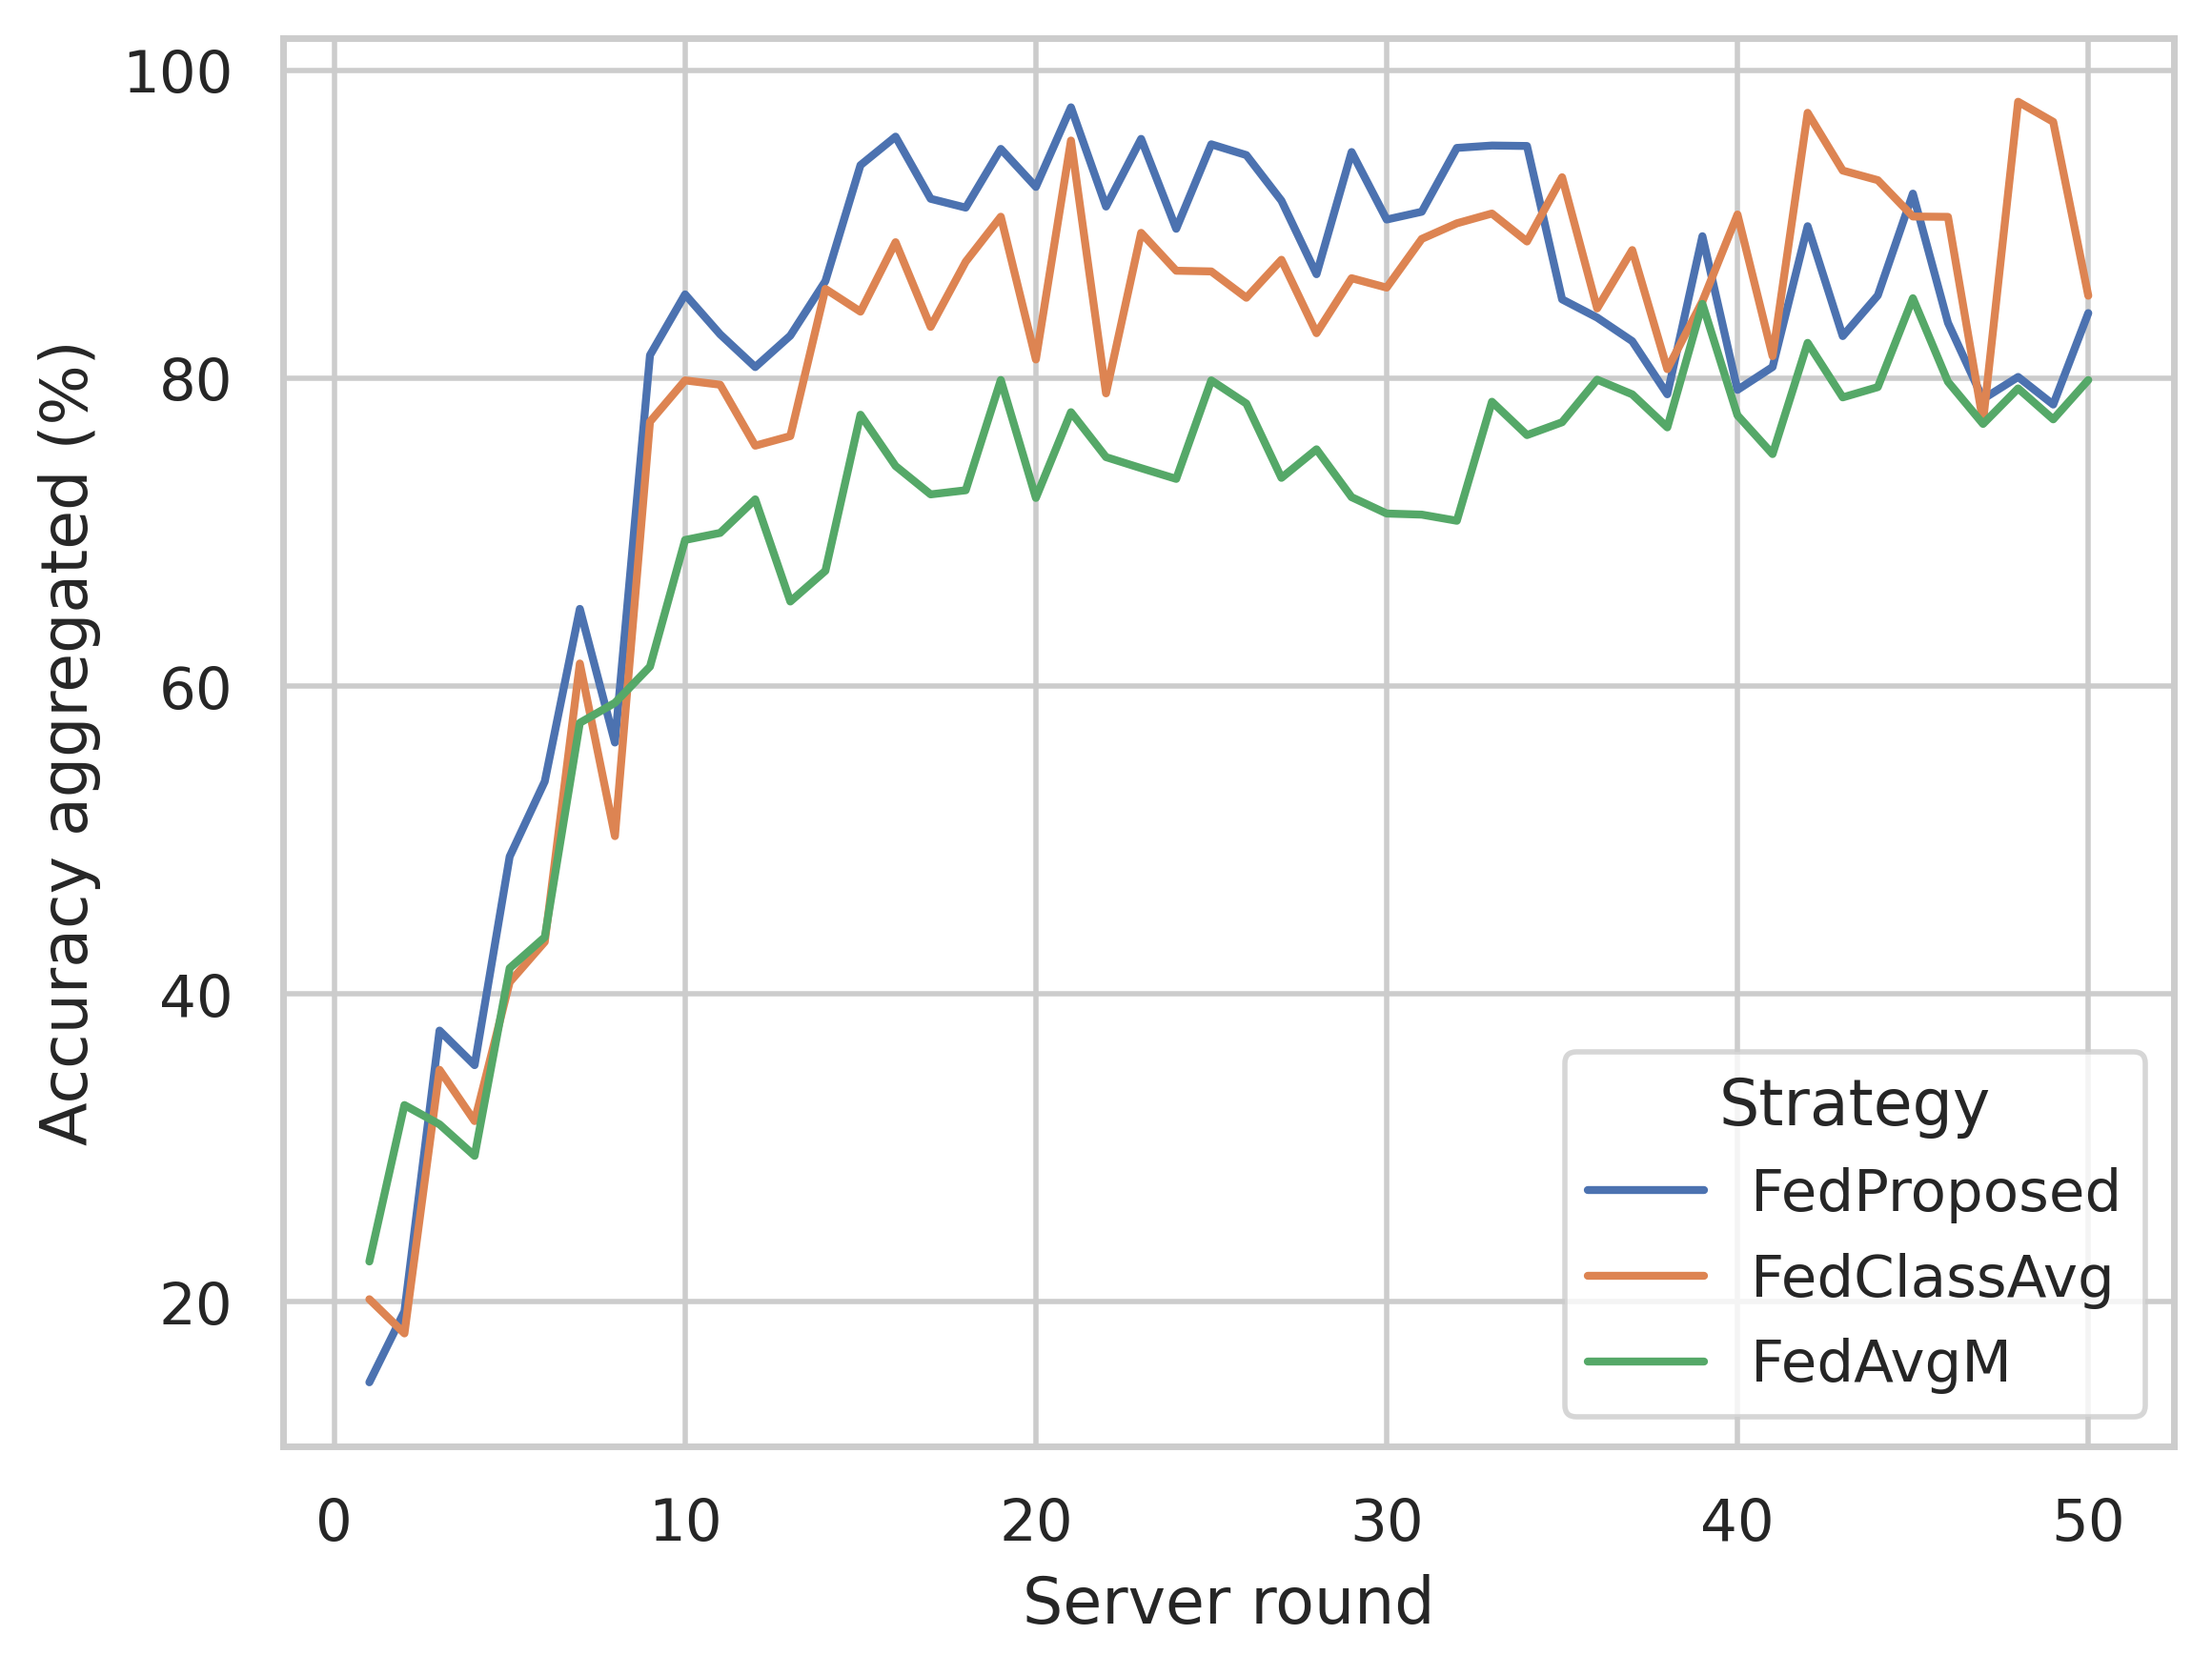 100
80
60
40
20
Accuracy aggregated (%)
0 10 20 30 40 50
Server round
Strategy
FedProposed
FedClassAvg
FedAvgM